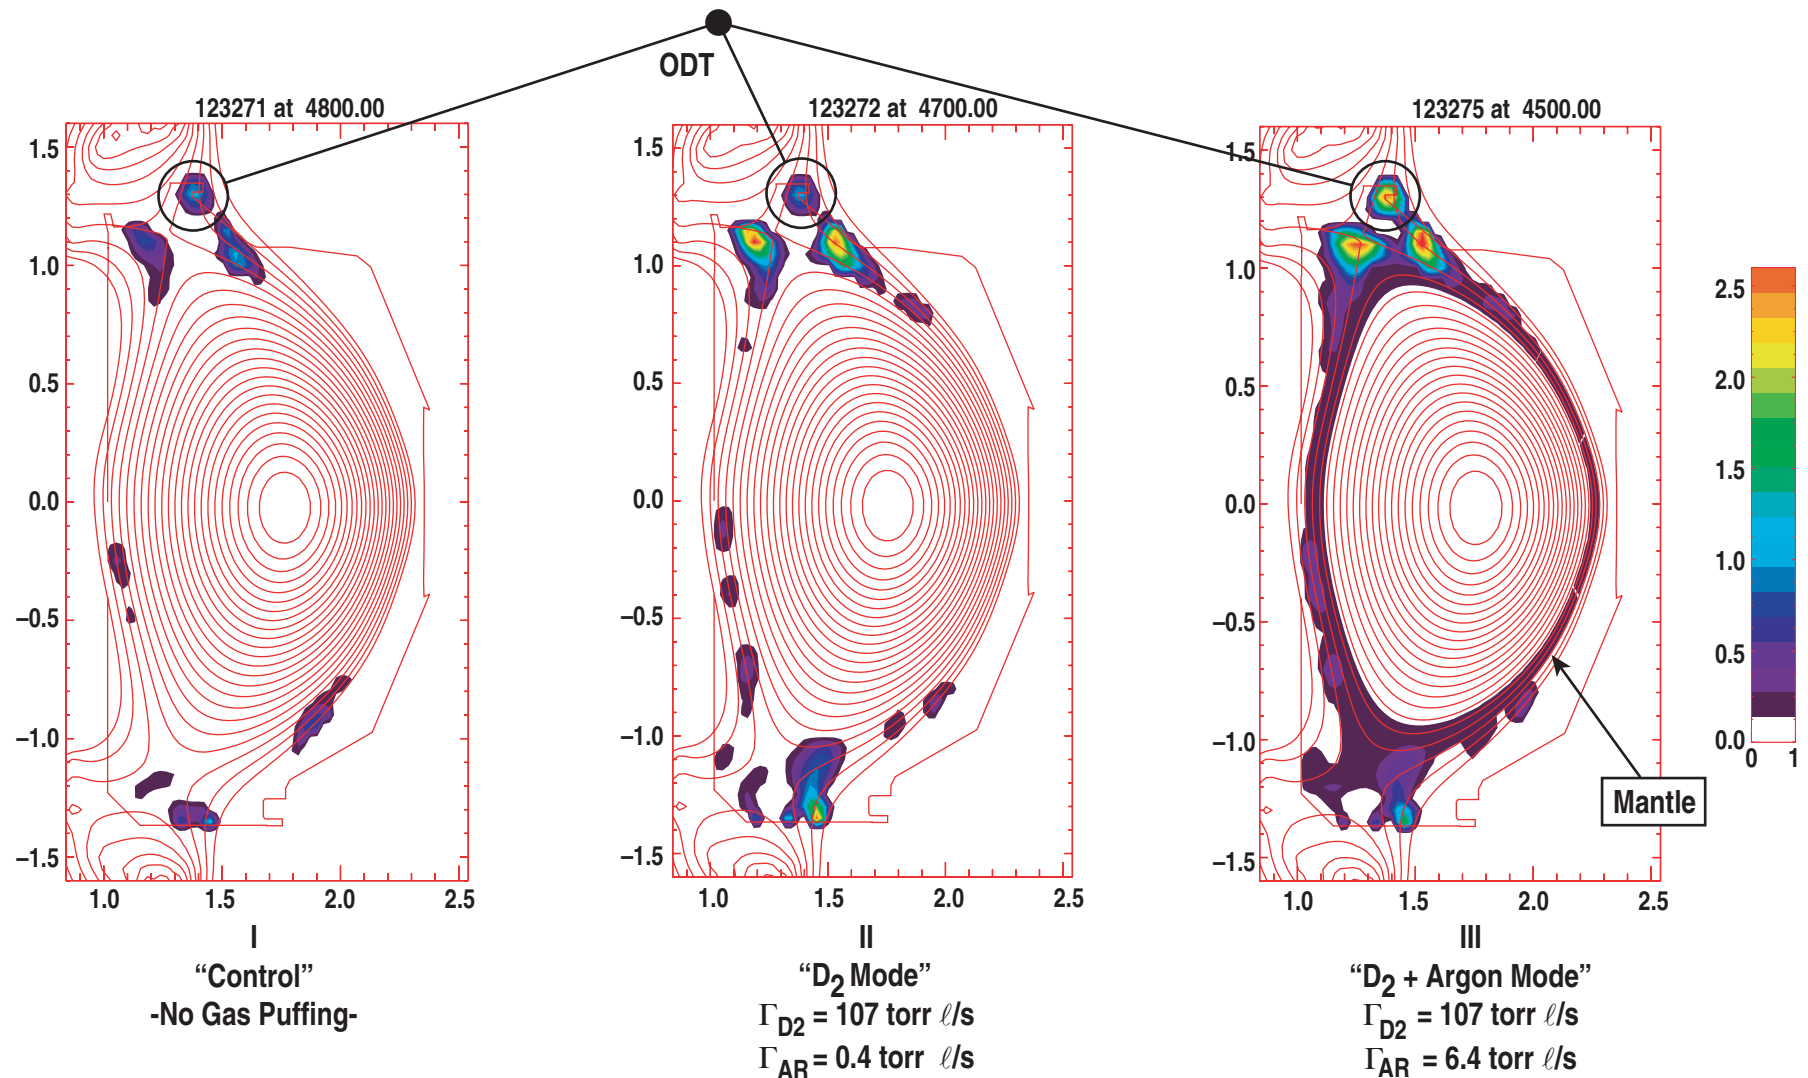 ODT
123271 at 4800.00
123272 at 4700.00
123275 at 4500.00
1.5
1.0
0.5
0.0
−0.5
−1.0
−1.5
1.0 1.5 2.0 2.5
1.5
1.0
0.5
0.0
−0.5
−1.0
−1.5
1.0 1.5 2.0 2.5
1.5
1.0
0.5
0.0
−0.5
−1.0
−1.5
1.0 1.5 2.0 2.5
Mantle
2.5
2.0
1.5
1.0
0.5
0.0
0 1
I
“Control”
-No Gas Puffing-
II
“D2 Mode”
ΓD2 = 107 torr ℓ/s
ΓAR = 0.4 torr ℓ/s
III
“D2 + Argon Mode”
ΓD2 = 107 torr ℓ/s
ΓAR = 6.4 torr ℓ/s